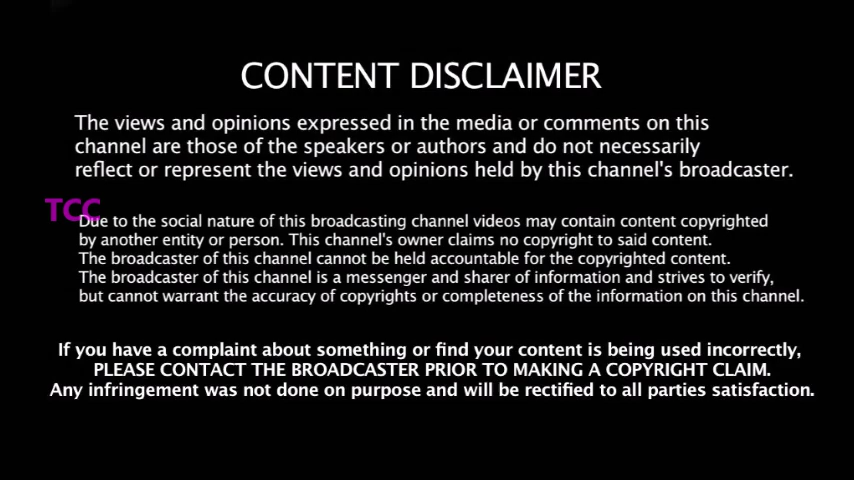 CONTENT DISCLAIMER
The views and opinions expressed in the media or comments on this
channel are those of the speakers or authors and do not necessarily
reflect or represent the views and opinions held by this channel's broadcaster.
TCC
Due to the social nature of this broadcasting channel videos may contain content copyrighted
by another entity or person. This channel's owner claims no copyright to said content.
The broadcaster of this channel cannot be held accountable for the copyrighted content.
The broadcaster of this channel is a messenger and sharer of information and strives to verify,
but cannot warrant the accuracy of copyrights or completeness of the information on this channel.
If you have a complaint about something or find your content is being used incorrectly,
PLEASE CONTACT THE BROADCASTER PRIOR TO MAKING A COPYRIGHT CLAIM.
Any infringement was not done on purpose and will be rectified to all parties satisfaction.